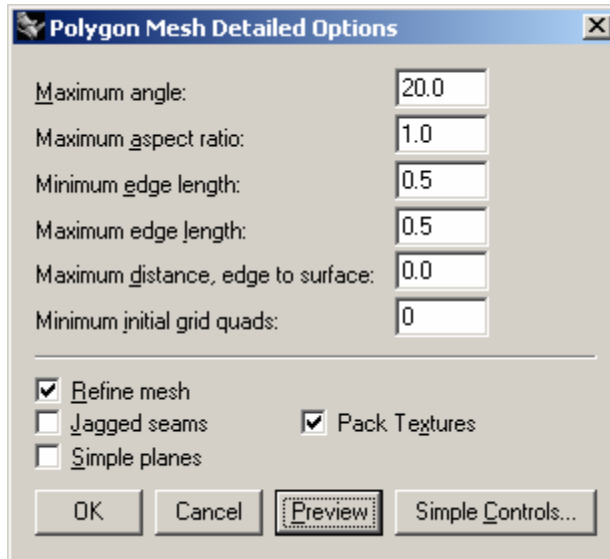 Polygon Mesh Detailed Options
Maximum angle: 20.0
Maximum aspect ratio: 1.0
Minimum edge length: 0.5
Maximum edge length: 0.5
Maximum distance, edge to surface: 0.0
Minimum initial grid quads: 0
Refine mesh
Jagged seams Pack Textures
Simple planes
OK Cancel Preview Simple Controls...